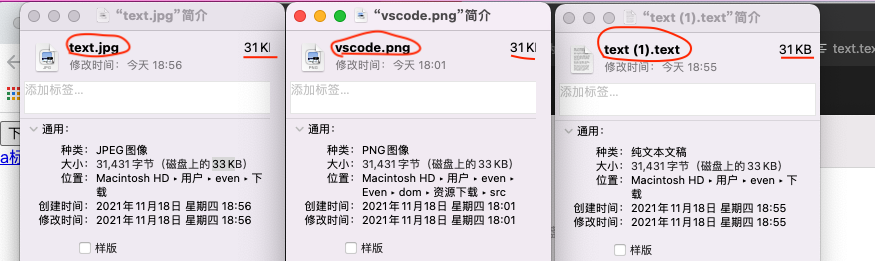 “text.jpg”简介
text.jpg 31 KB
修改时间：今天 18:56
添加标签...
通用：
种类：JPEG图像
大小：31,431 字节（磁盘上的 33 KB）
位置：Macintosh HD ‣ 用户 ‣ even ‣ 下
载
创建时间：2021年11月18日 星期四 18:56
修改时间：2021年11月18日 星期四 18:56
样版
“vscode.png”简介
vscode.png 31 KI
修改时间：今天 18:01
添加标签...
通用：
种类：PNG图像
大小：31,431 字节（磁盘上的 33 KB）
位置：Macintosh HD ‣ 用户 ‣ even ‣
Even ‣ dom ‣ 资源下载 ‣ src
创建时间：2021年11月18日 星期四 18:01
修改时间：2021年11月18日 星期四 18:01
样版
“text (1).text”简介
text (1).text 31 KB
修改时间：今天 18:55
添加标签...
通用：
种类：纯文本文稿
大小：31,431 字节（磁盘上的 33 KB）
位置：Macintosh HD ‣ 用户 ‣ even ‣ 下
载
创建时间：2021年11月18日 星期四 18:55
修改时间：2021年11月18日 星期四 18:55
样版
text.tex
下
a标